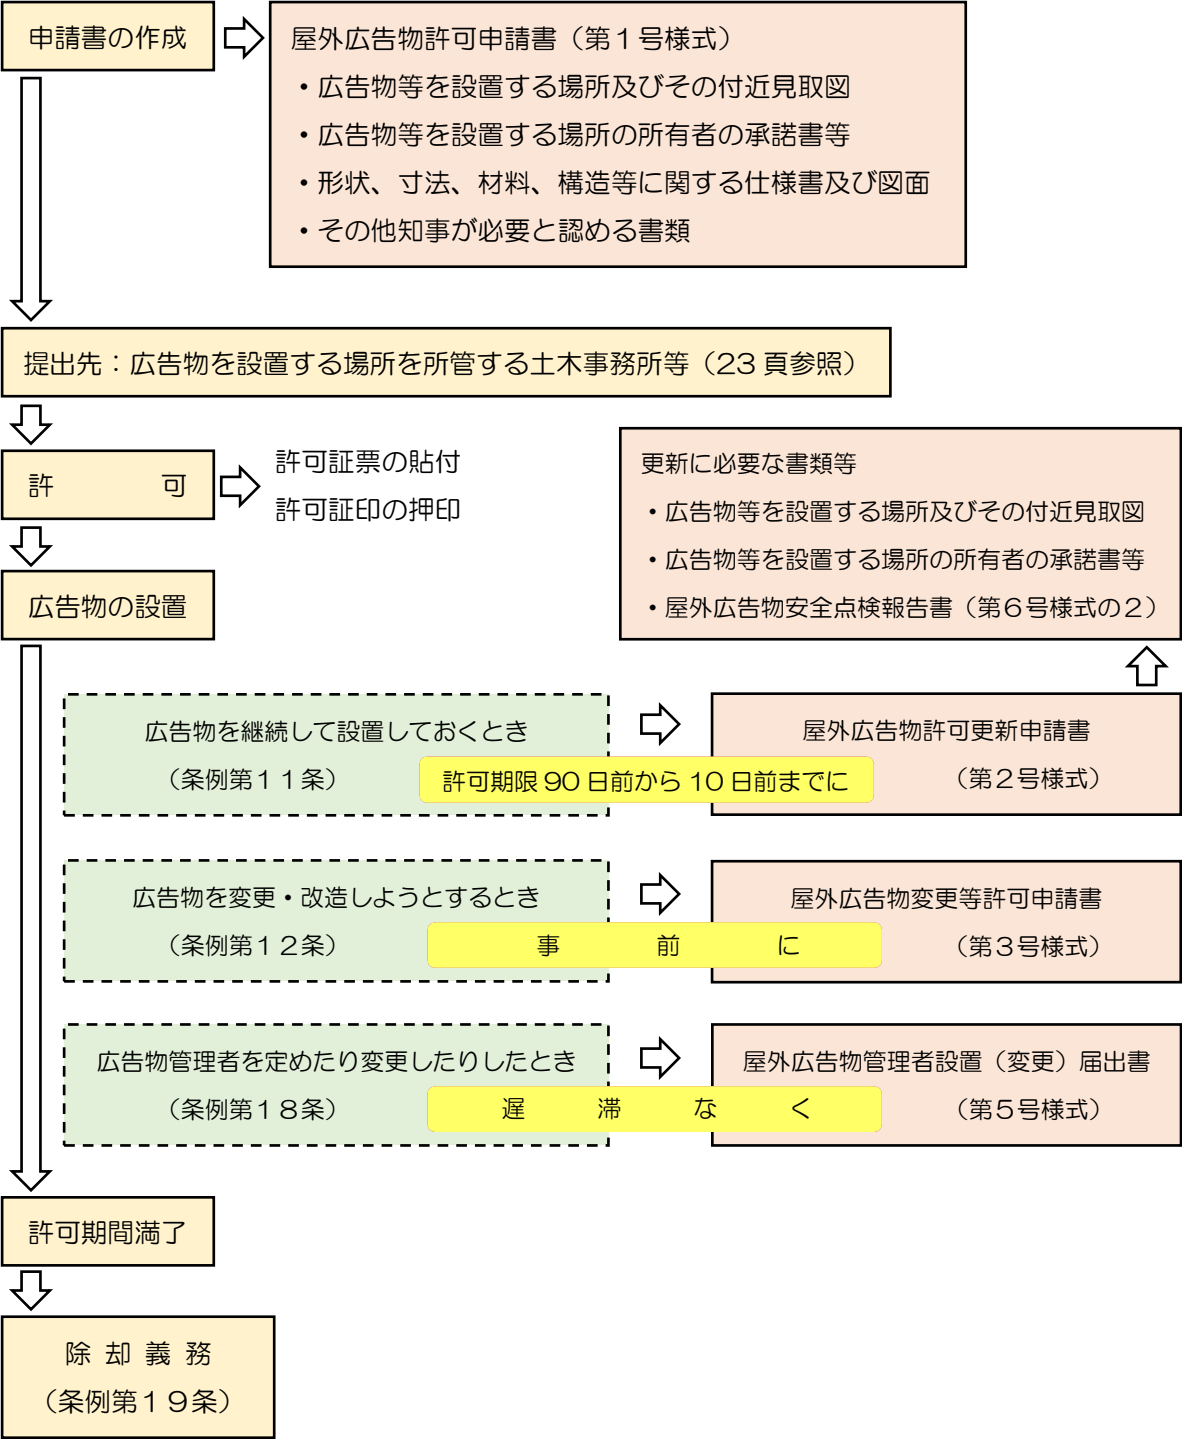 申請書の作成
屋外広告物許可申請書（第１号様式）
・広告物等を設置する場所及びその付近見取図
・広告物等を設置する場所の所有者の承諾書等
・形状、寸法、材料、構造等に関する仕様書及び図面
・その他知事が必要と認める書類
提出先：広告物を設置する場所を所管する土木事務所等（23 頁参照）
許　　　　可
許可証票の貼付
許可証印の押印
更新に必要な書類等
・広告物等を設置する場所及びその付近見取図
・広告物等を設置する場所の所有者の承諾書等
・屋外広告物安全点検報告書（第６号様式の２）
広告物の設置
広告物を継続して設置しておくとき
（条例第１１条）
許可期限 90 日前から 10 日前までに
屋外広告物許可更新申請書
（第２号様式）
広告物を変更・改造しようとするとき
（条例第１２条）
事　　　　前　　　　に
屋外広告物変更等許可申請書
（第３号様式）
広告物管理者を定めたり変更したりしたとき
（条例第１８条）
遅　　　滞　　　な　　　く
屋外広告物管理者設置（変更）届出書
（第５号様式）
許可期間満了
除 却 義 務
（条例第１９条）